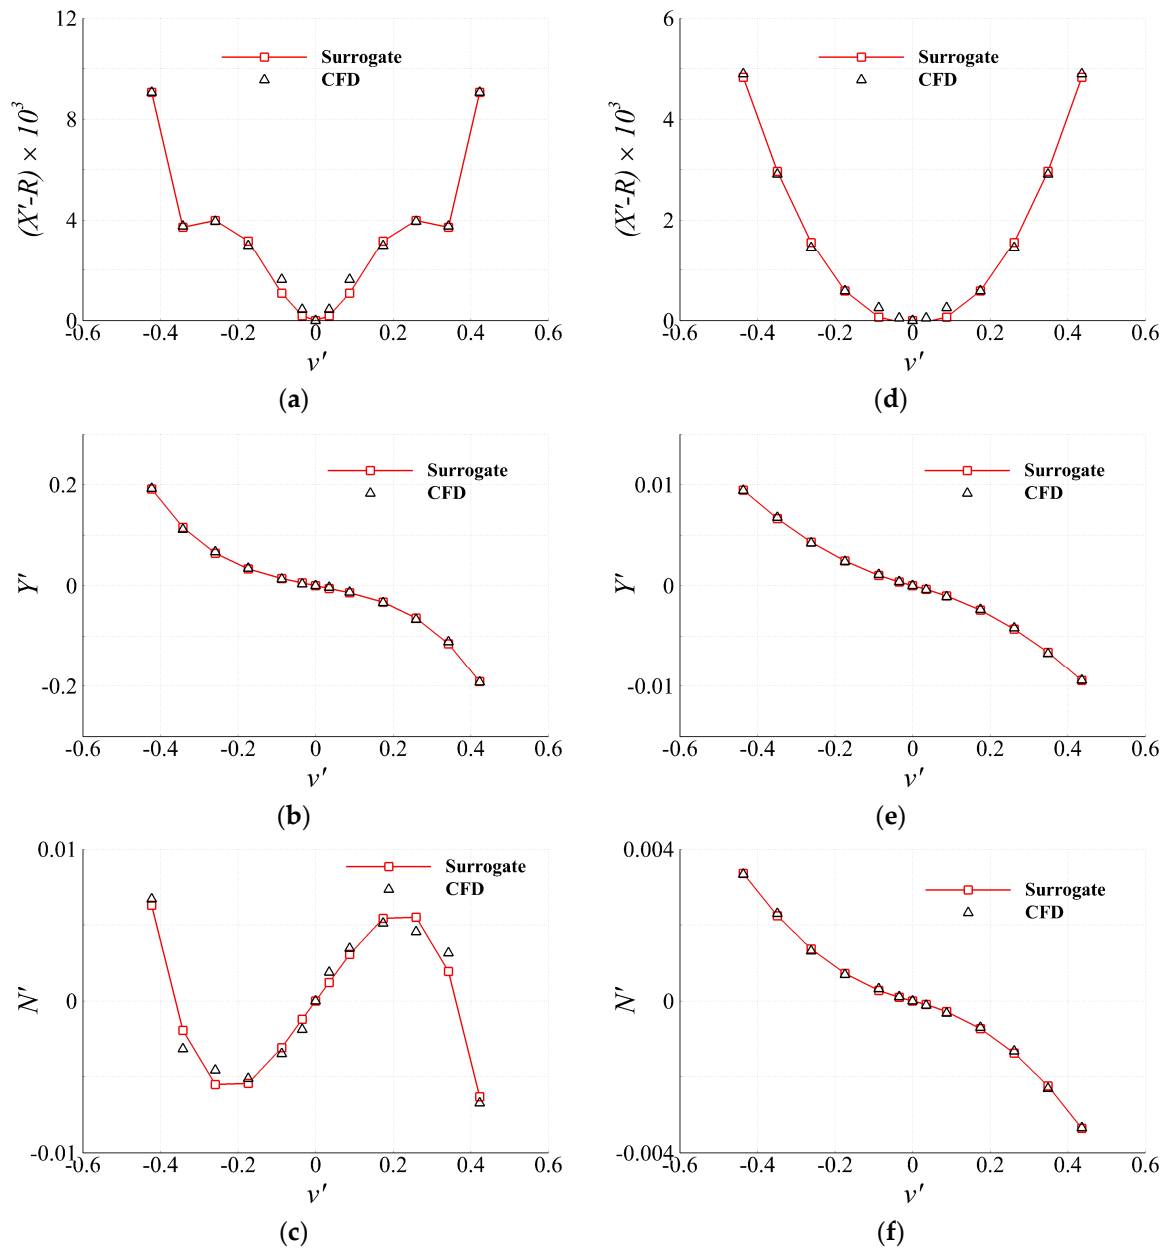 12
8
4
0
(X'-R) × 10³
Surrogate
CFD
-0.6 -0.4 -0.2 0 0.2 0.4 0.6
v'
(a)
6
4
2
0
(X'-R) × 10³
Surrogate
CFD
-0.6 -0.4 -0.2 0 0.2 0.4 0.6
v'
(d)
0.2
0
-0.2
Y'
Surrogate
CFD
-0.6 -0.4 -0.2 0 0.2 0.4 0.6
v'
(b)
0.01
0
-0.01
Y'
Surrogate
CFD
-0.6 -0.4 -0.2 0 0.2 0.4 0.6
v'
(e)
0.01
0
-0.01
N'
Surrogate
CFD
-0.6 -0.4 -0.2 0 0.2 0.4 0.6
v'
(c)
0.004
0
-0.004
N'
Surrogate
CFD
-0.6 -0.4 -0.2 0 0.2 0.4 0.6
v'
(f)